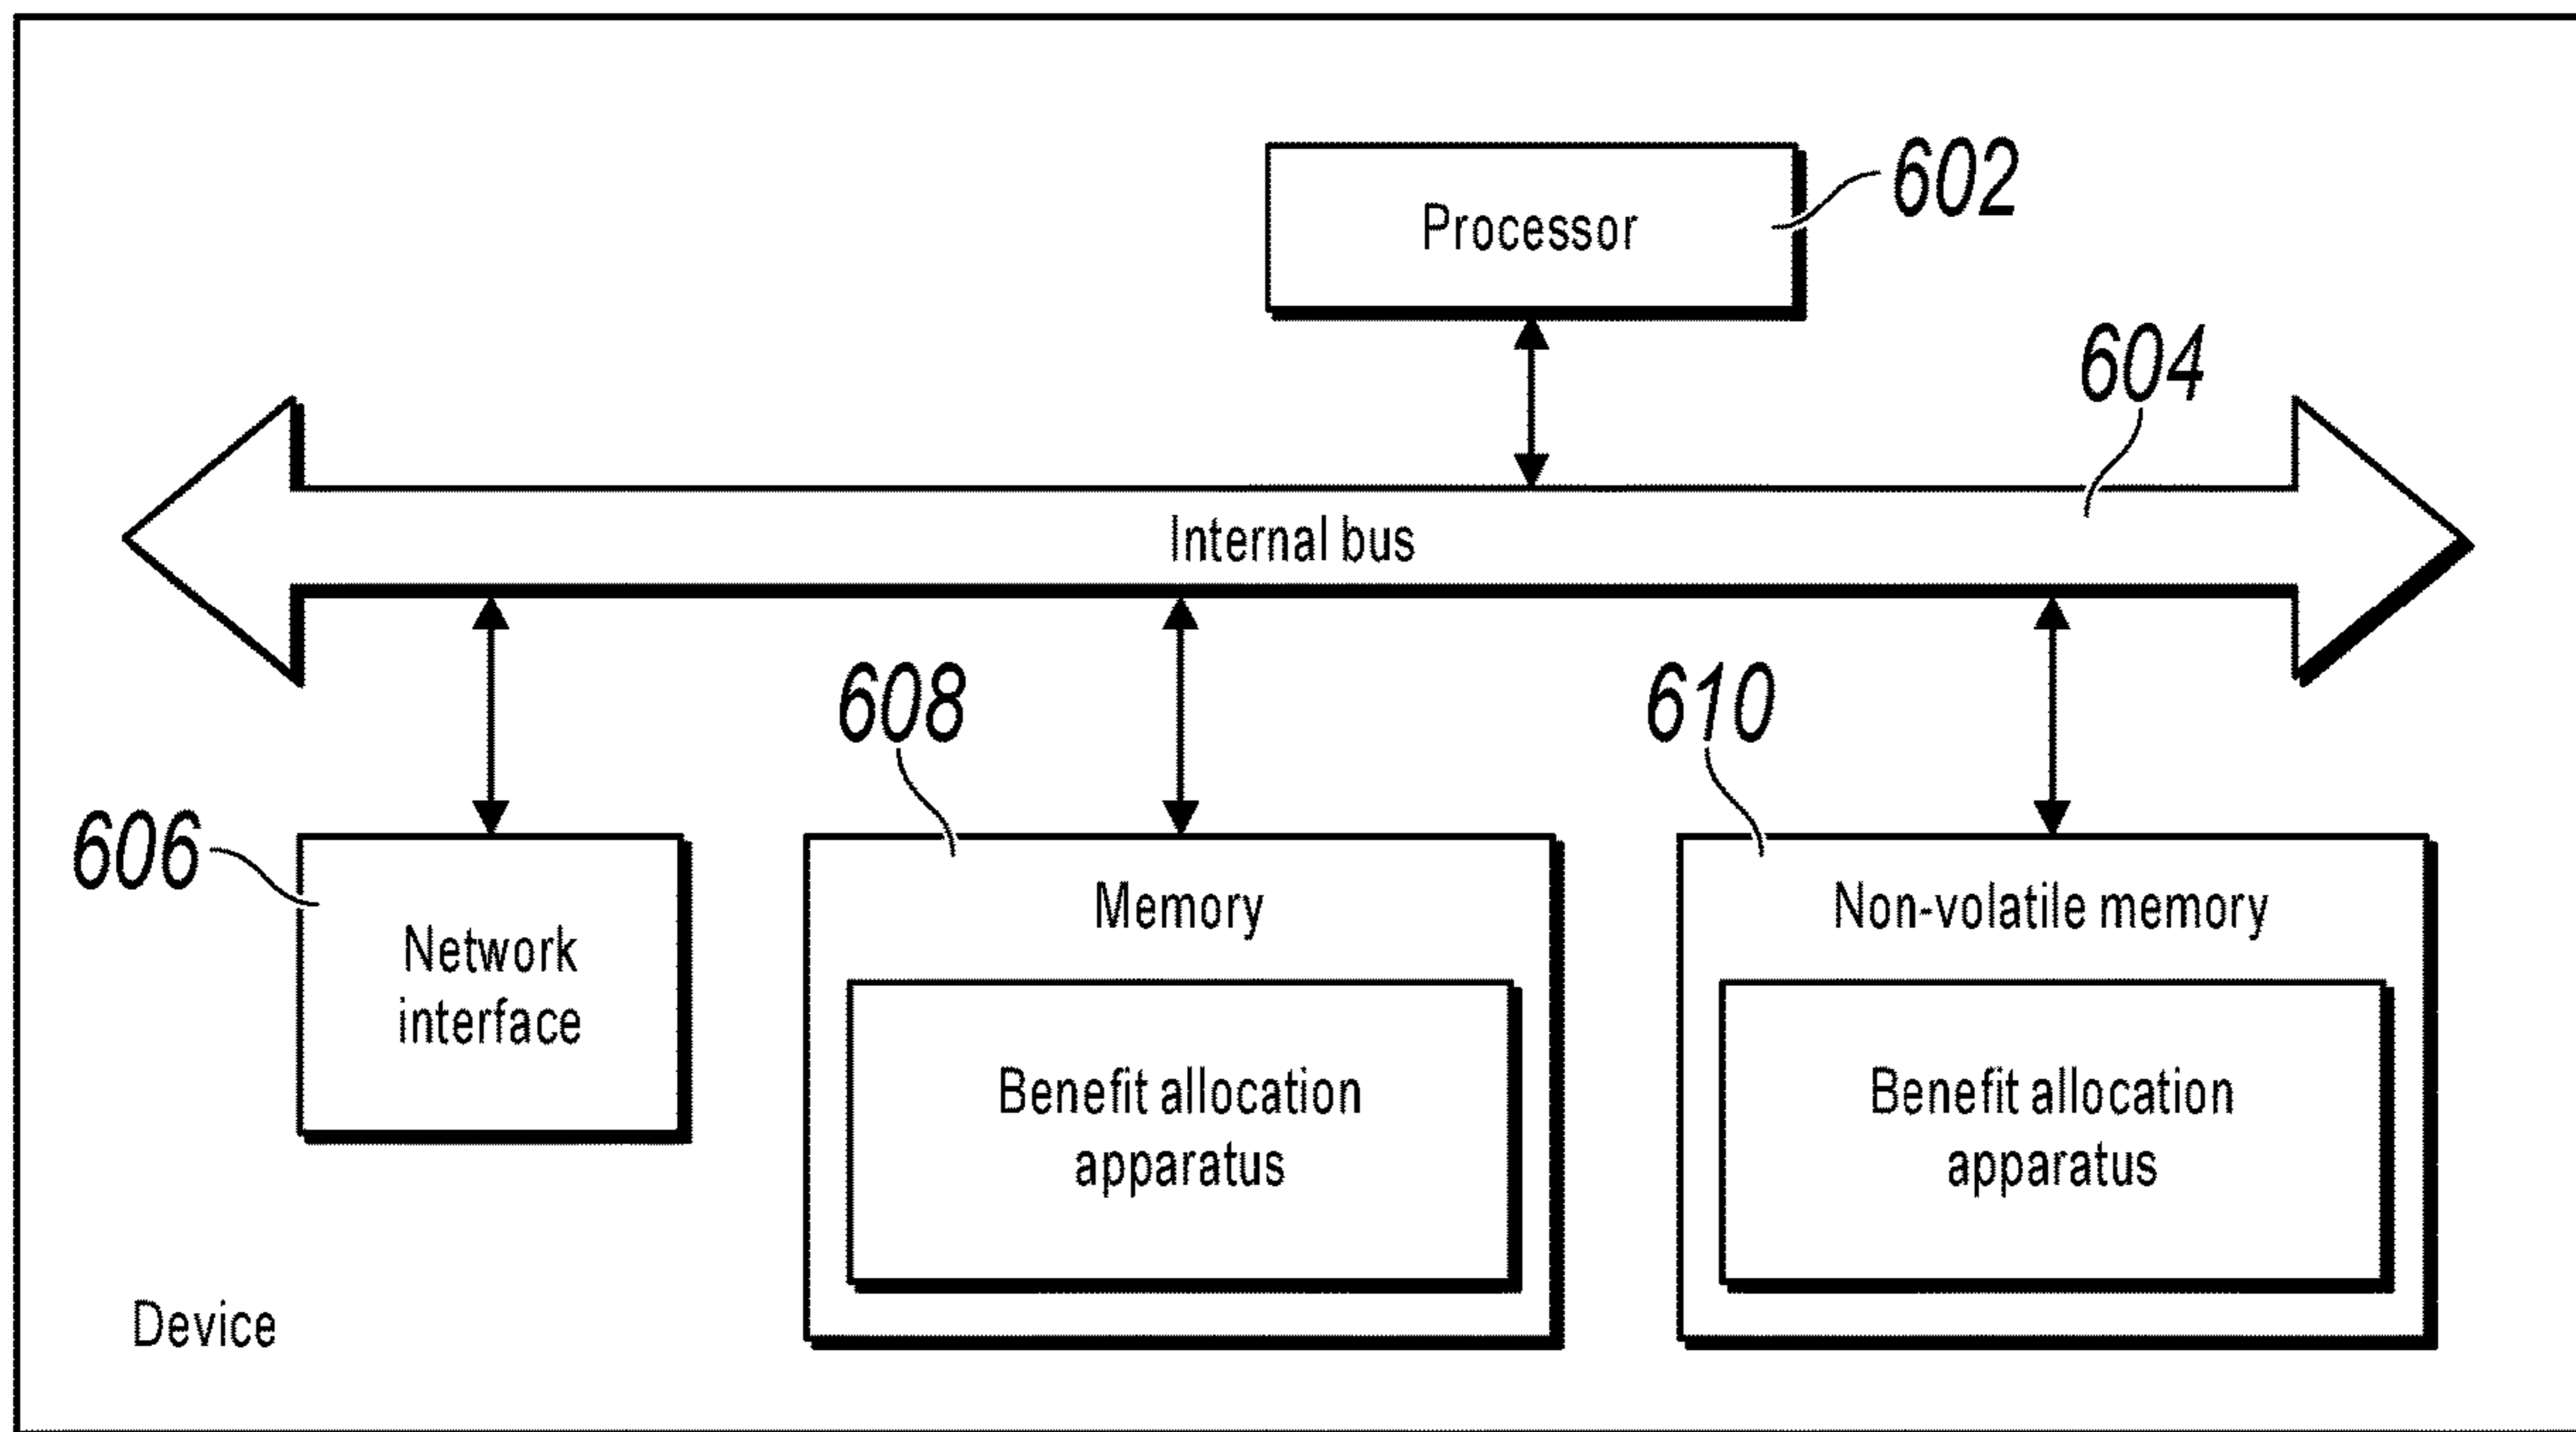 Processor
602
604
Internal bus
608
610
606
Network
interface
Memory
Benefit allocation
apparatus
Non-volatile memory
Benefit allocation
apparatus
Device